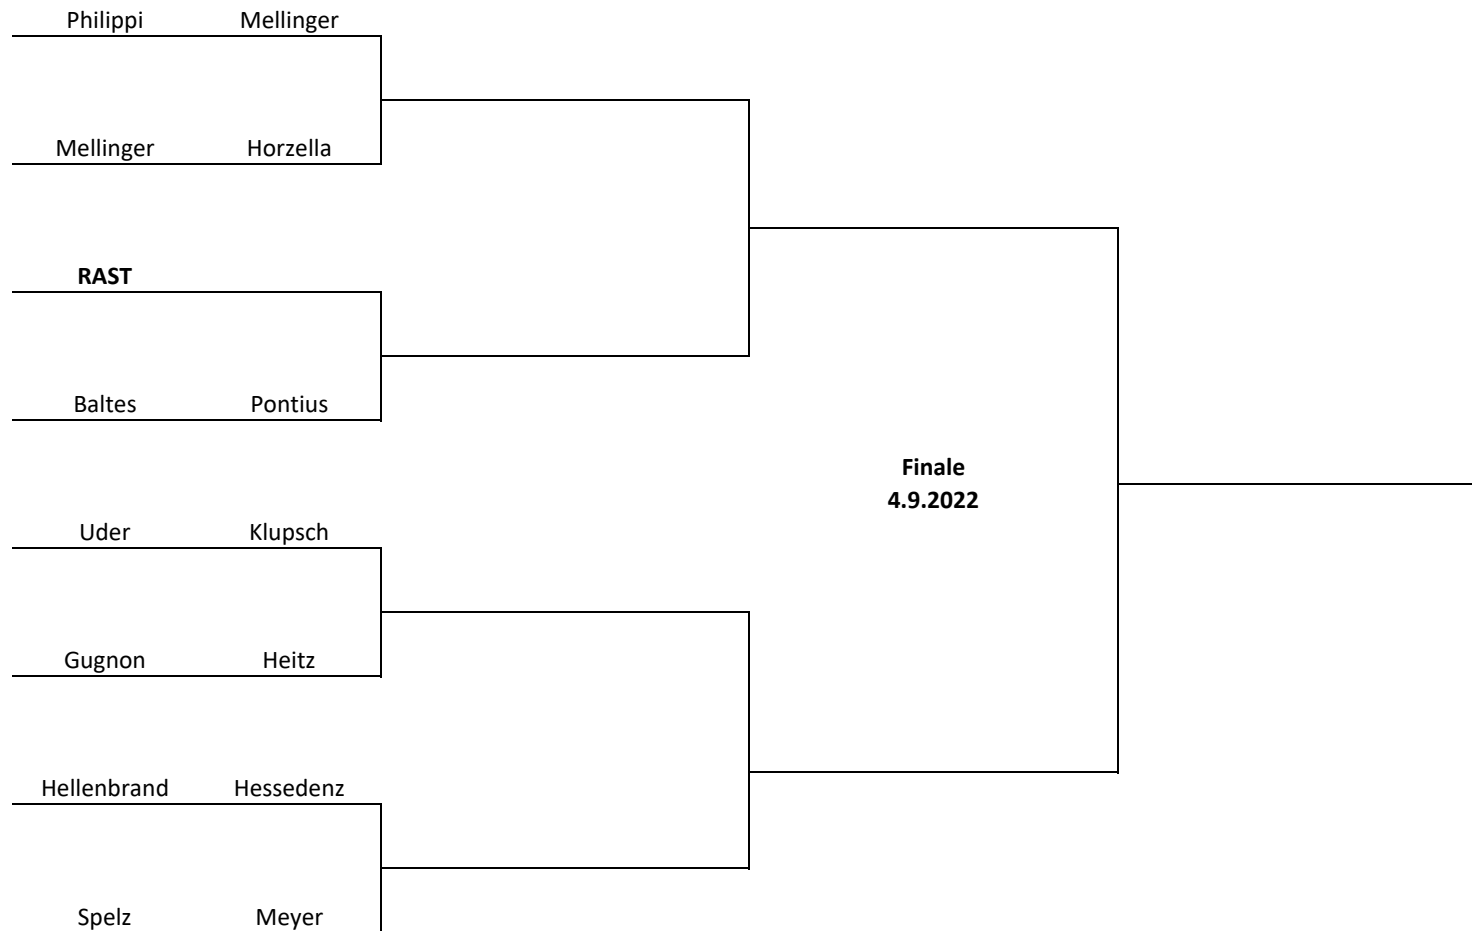 Philippi Mellinger
Mellinger Horzella
RAST
Baltes Pontius
Finale
4.9.2022
Uder Klupsch
Gugnon Heitz
Hellenbrand Hessedenz
Spelz Meyer